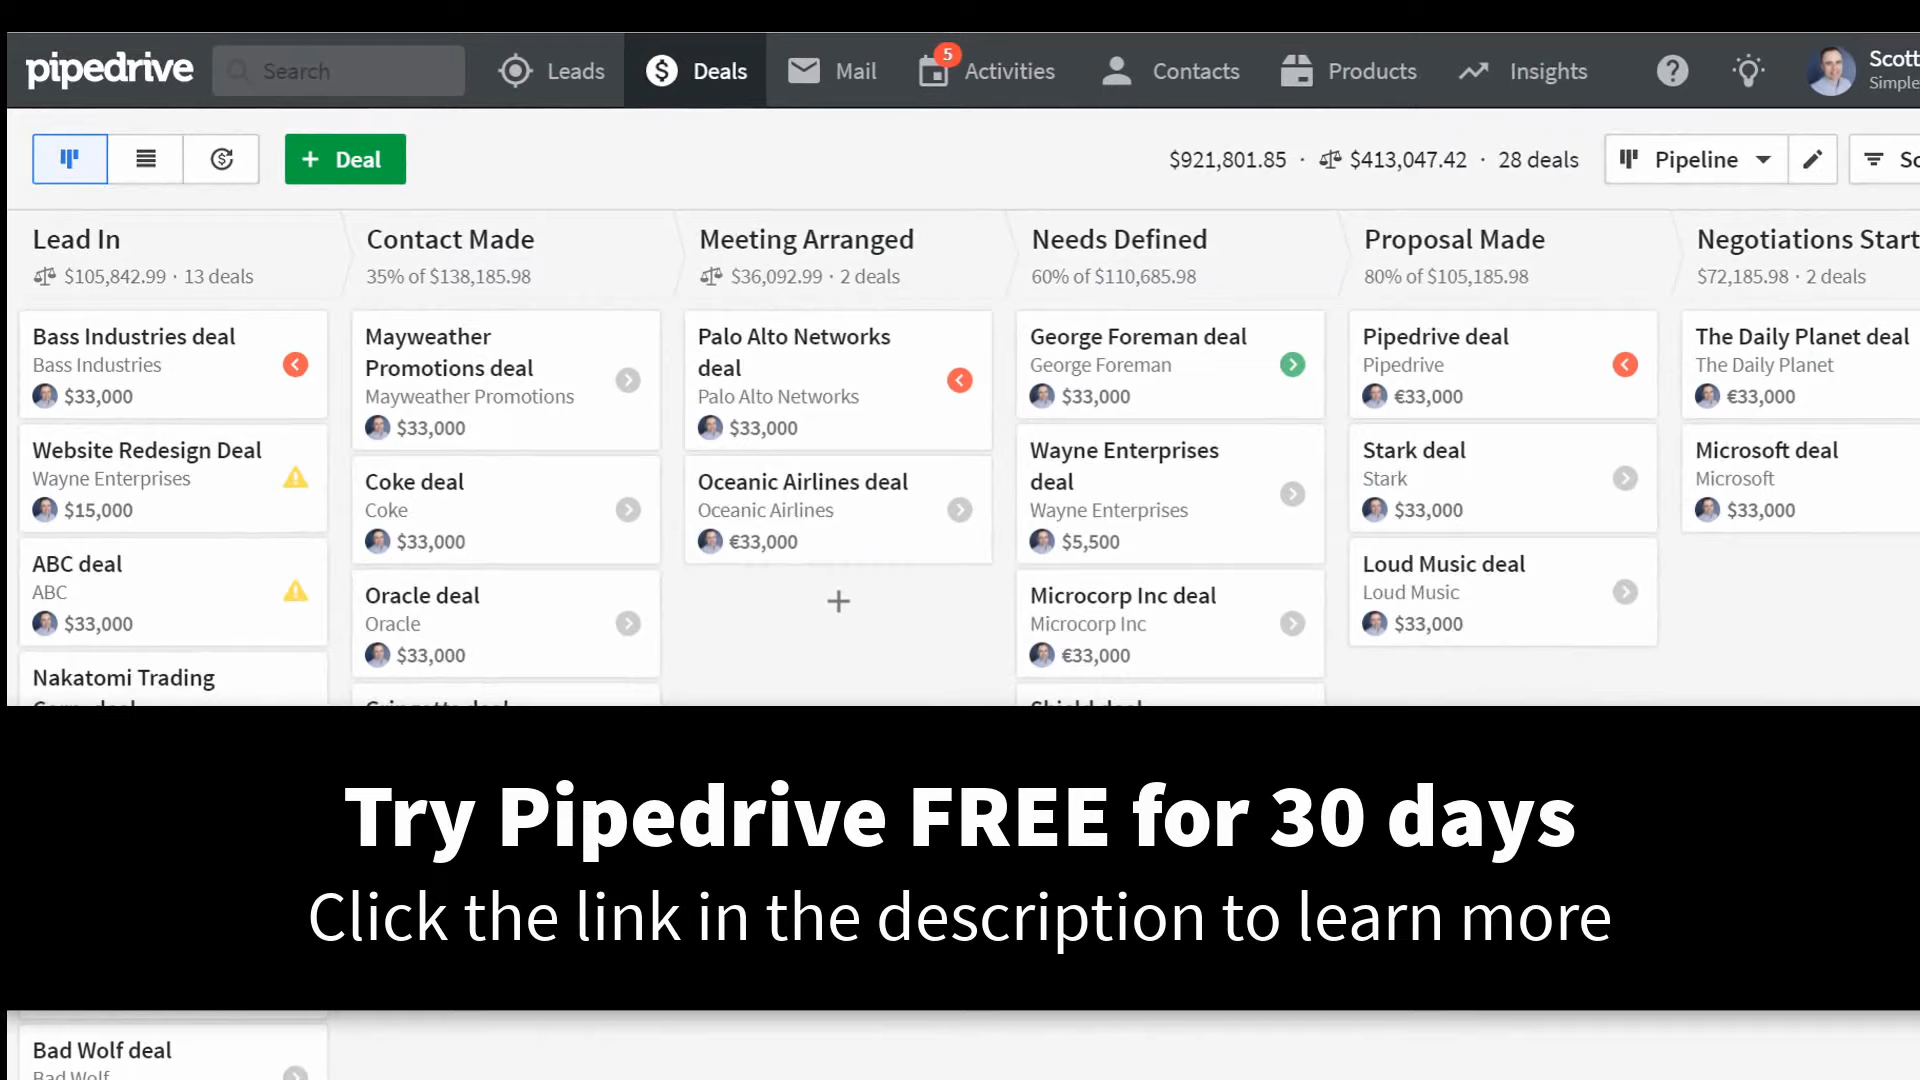 pipedrive
Search
Leads
Deals
Mail
5
Activities
Contacts
Products
Insights
Scott
Simple
+ Deal
$921,801.85 · $413,047.42 · 28 deals
Pipeline
Lead In
$105,842.99 · 13 deals
Contact Made
35% of $138,185.98
Meeting Arranged
$36,092.99 · 2 deals
Needs Defined
60% of $110,685.98
Proposal Made
80% of $105,185.98
Negotiations Start
$72,185.98 · 2 deals
Bass Industries deal
Bass Industries
$33,000
Website Redesign Deal
Wayne Enterprises
$15,000
ABC deal
ABC
$33,000
Nakatomi Trading
Mayweather
Promotions deal
Mayweather Promotions
$33,000
Coke deal
Coke
$33,000
Oracle deal
Oracle
$33,000
Palo Alto Networks
deal
Palo Alto Networks
$33,000
Oceanic Airlines deal
Oceanic Airlines
€33,000
George Foreman deal
George Foreman
$33,000
Wayne Enterprises
deal
Wayne Enterprises
$5,500
Microcorp Inc deal
Microcorp Inc
€33,000
Pipedrive deal
Pipedrive
€33,000
Stark deal
Stark
$33,000
Loud Music deal
Loud Music
$33,000
The Daily Planet deal
The Daily Planet
€33,000
Microsoft deal
Microsoft
$33,000
Try Pipedrive FREE for 30 days
Click the link in the description to learn more
Bad Wolf deal
Bad Wolf